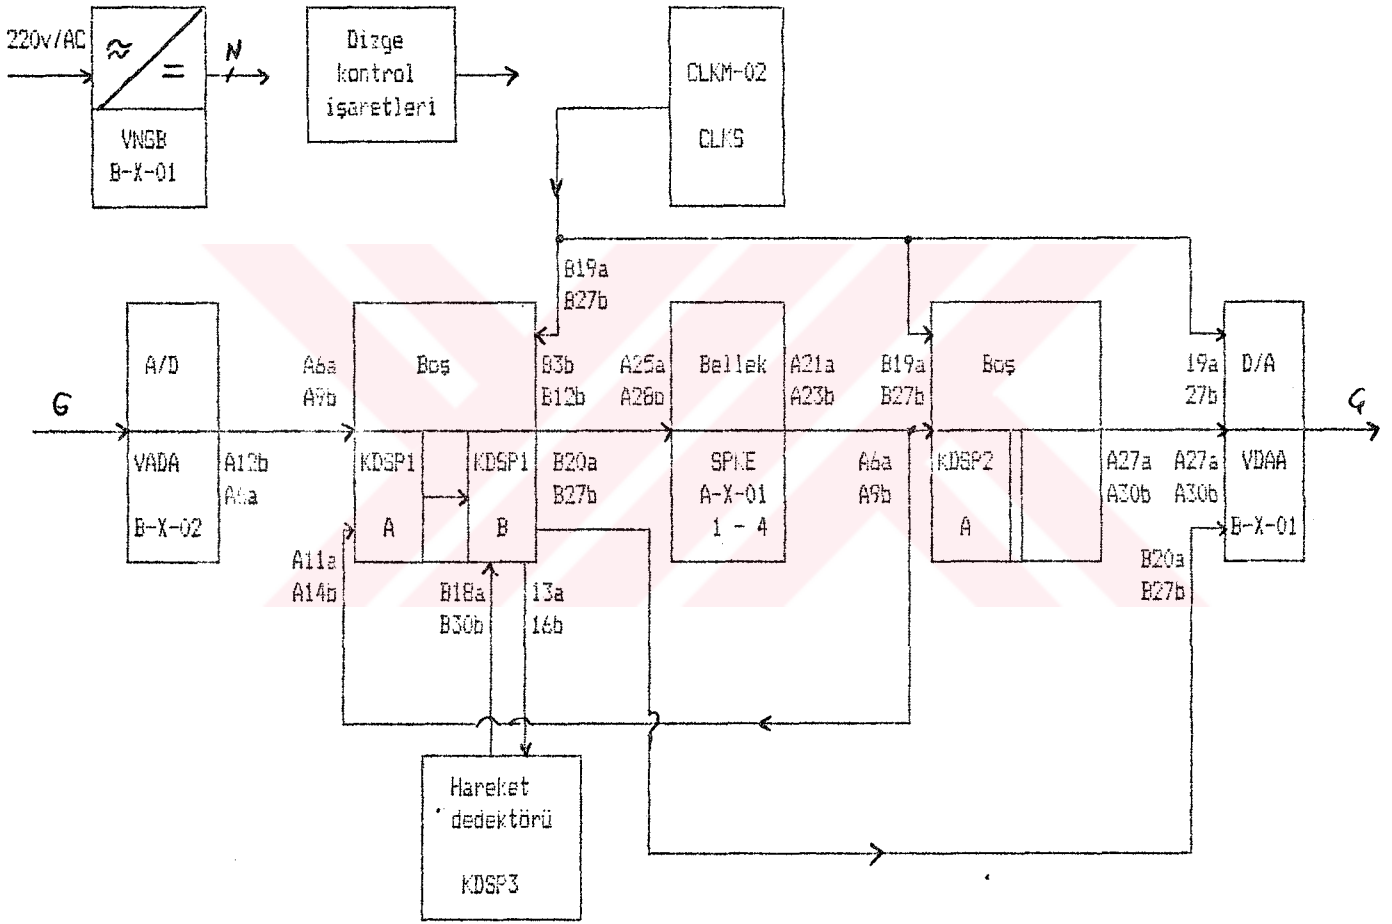 220v/AC
≈
=
N
VNGB
B-X-01
Dizge
kontrol
işaretleri
CLKM-02
CLKS
B19a
B27b
A/D
A6a
A9b
Boş
B3b
B12b
A25a
A28b
Bellek
A21a
A23b
B19a
B27b
Boş
19a
27b
D/A
G
G
VADA
B-X-02
A12b
A6a
KDSP1
A
KDSP1
B
B20a
B27b
SPKE
A-X-01
1 - 4
A6a
A9b
KDSP2
A
A27a
A30b
A27a
A30b
VDAA
B-X-01
A11a
A14b
B18a
B30b
13a
16b
B20a
B27b
Hareket
dedektörü
KDSP3